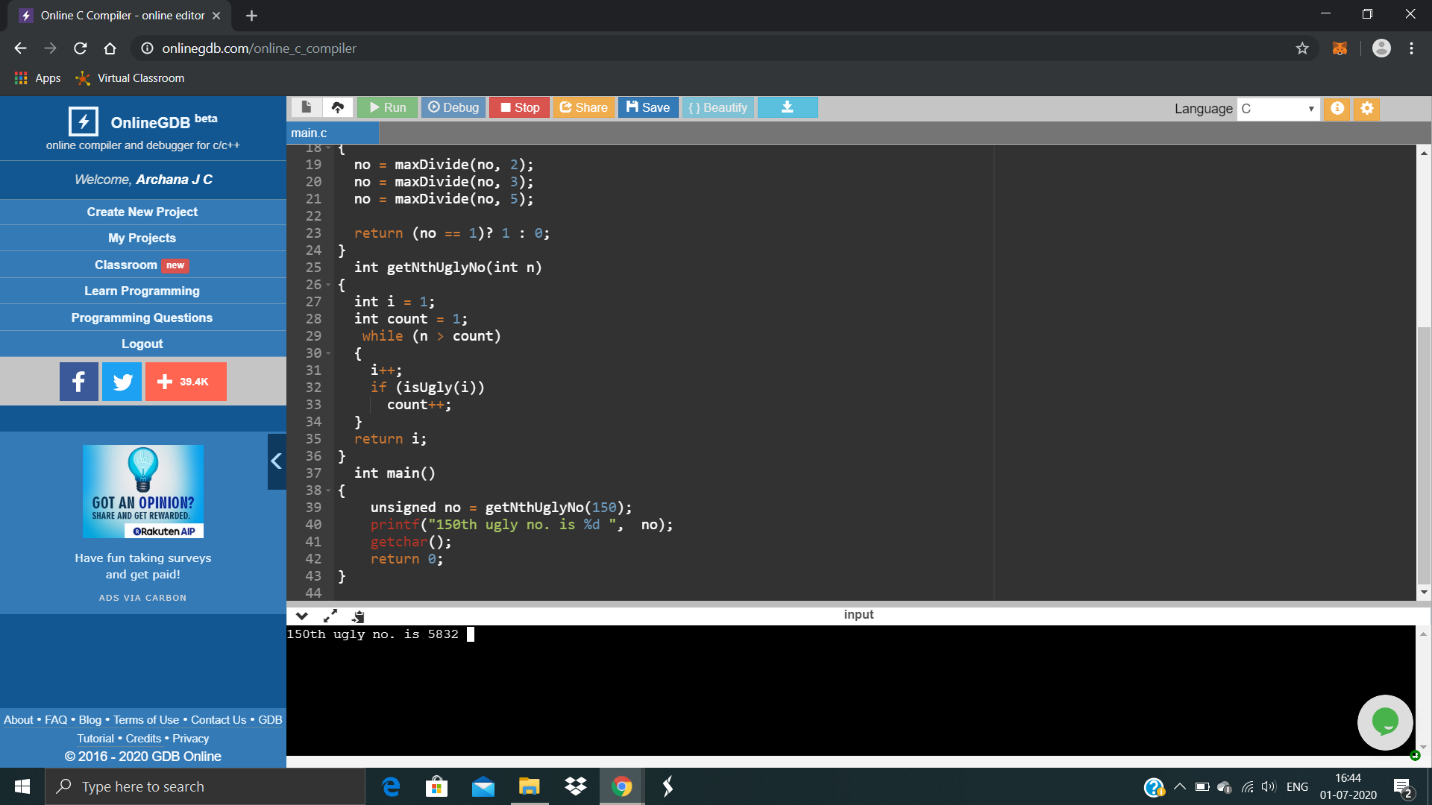 Online C Compiler - online editor
onlinegdb.com/online_c_compiler
Apps Virtual Classroom
OnlineGDB beta
online compiler and debugger for c/c++
Welcome, Archana J C
Create New Project
My Projects
Classroom new
Learn Programming
Programming Questions
Logout
39.4K
GOT AN OPINION?
SHARE AND GET REWARDED.
Rakuten AIP
Have fun taking surveys
and get paid!
ADS VIA CARBON
About • FAQ • Blog • Terms of Use • Contact Us • GDB
Tutorial • Credits • Privacy
© 2016 - 2020 GDB Online
Run Debug Stop Share Save { } Beautify Language C
main.c
18 {
19 no = maxDivide(no, 2);
20 no = maxDivide(no, 3);
21 no = maxDivide(no, 5);
22
23 return (no == 1)? 1 : 0;
24 }
25 int getNthUglyNo(int n)
26 {
27 int i = 1;
28 int count = 1;
29 while (n > count)
30 {
31 i++;
32 if (isUgly(i))
33 count++;
34 }
35 return i;
36 }
37 int main()
38 {
39 unsigned no = getNthUglyNo(150);
40 printf("150th ugly no. is %d ",  no);
41 getchar();
42 return 0;
43 }
44
input
150th ugly no. is 5832
Type here to search
ENG
16:44
01-07-2020
2